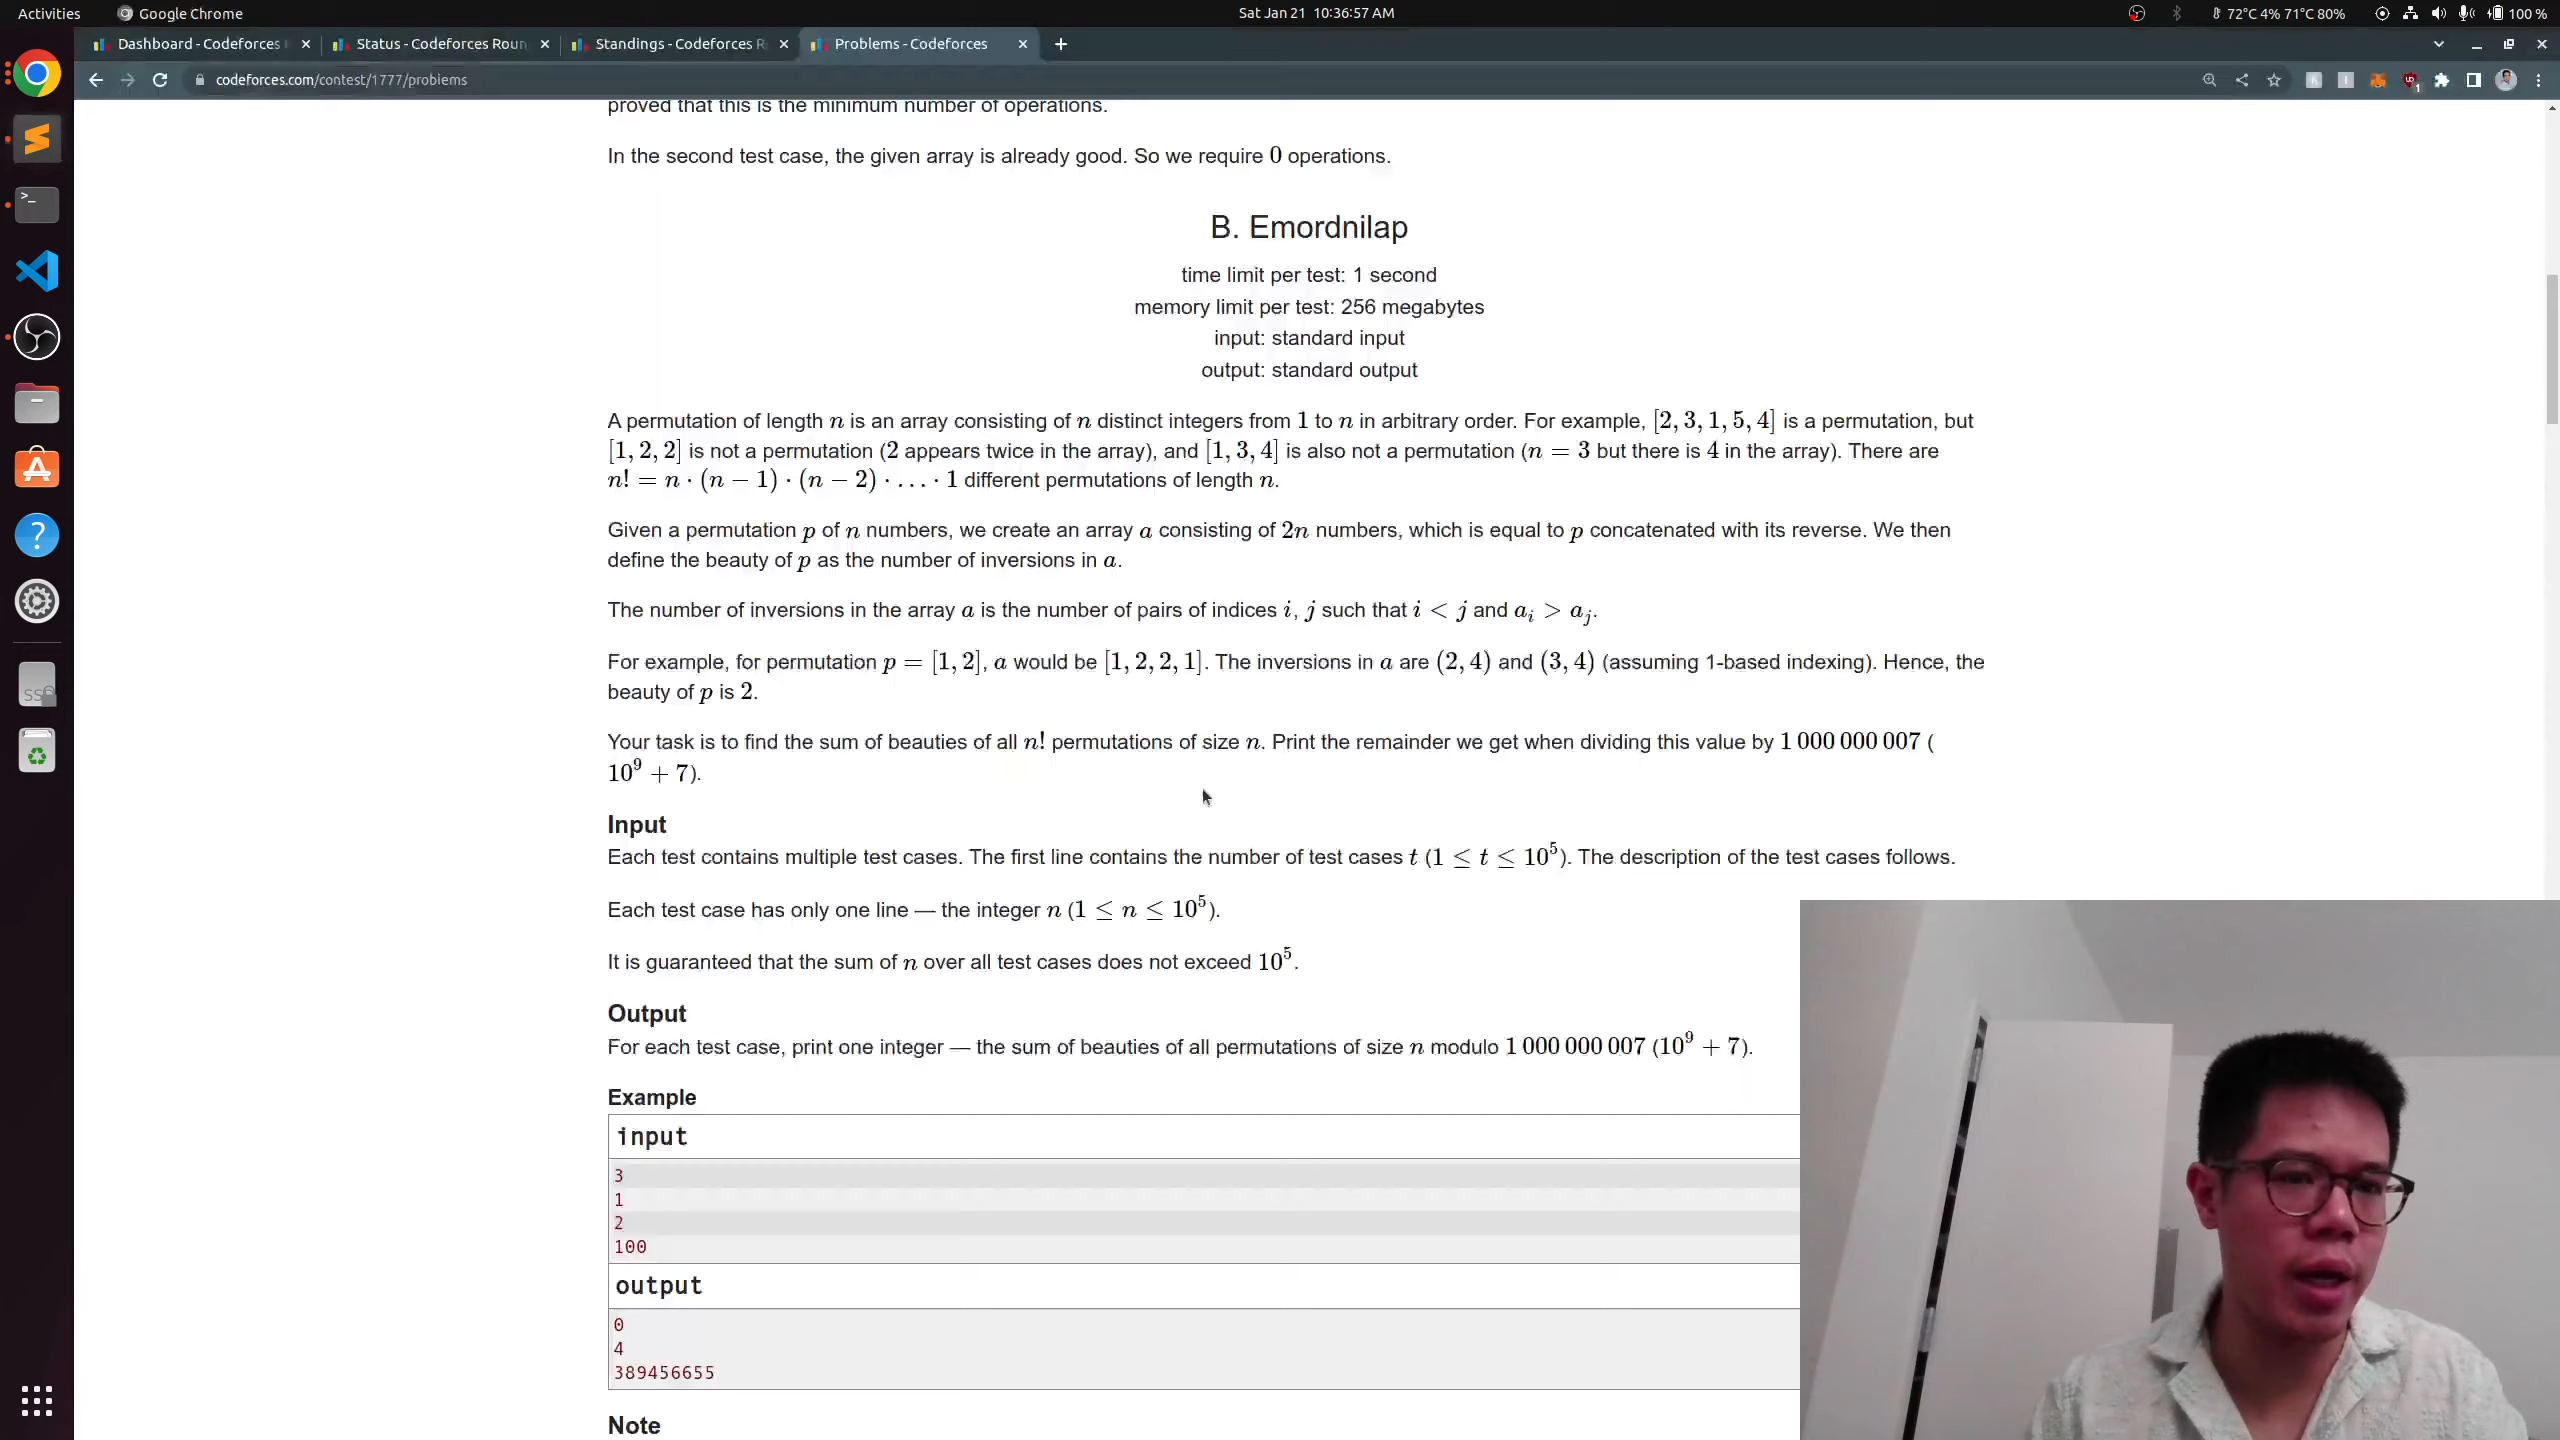 Activities
Google Chrome
Sat Jan 21 10:36:57 AM
72°C 4% 71°C 80%
100 %
Dashboard - Codeforces
Status - Codeforces Roun
Standings - Codeforces R
Problems - Codeforces
codeforces.com/contest/1777/problems
proved that this is the minimum number of operations.
In the second test case, the given array is already good. So we require 0 operations.
B. Emordnilap
time limit per test: 1 second
memory limit per test: 256 megabytes
input: standard input
output: standard output
A permutation of length n is an array consisting of n distinct integers from 1 to n in arbitrary order. For example, [2, 3, 1, 5, 4] is a permutation, but
[1, 2, 2] is not a permutation (2 appears twice in the array), and [1, 3, 4] is also not a permutation (n = 3 but there is 4 in the array). There are
n! = n · (n − 1) · (n − 2) · … · 1 different permutations of length n.
Given a permutation p of n numbers, we create an array a consisting of 2n numbers, which is equal to p concatenated with its reverse. We then
define the beauty of p as the number of inversions in a.
The number of inversions in the array a is the number of pairs of indices i, j such that i < j and aᵢ > aⱼ.
For example, for permutation p = [1, 2], a would be [1, 2, 2, 1]. The inversions in a are (2, 4) and (3, 4) (assuming 1-based indexing). Hence, the
beauty of p is 2.
Your task is to find the sum of beauties of all n! permutations of size n. Print the remainder we get when dividing this value by 1 000 000 007 (
10⁹ + 7).
Input
Each test contains multiple test cases. The first line contains the number of test cases t (1 ≤ t ≤ 10⁵). The description of the test cases follows.
Each test case has only one line — the integer n (1 ≤ n ≤ 10⁵).
It is guaranteed that the sum of n over all test cases does not exceed 10⁵.
Output
For each test case, print one integer — the sum of beauties of all permutations of size n modulo 1 000 000 007 (10⁹ + 7).
Example
input
3
1
2
100
output
0
4
389456655
Note